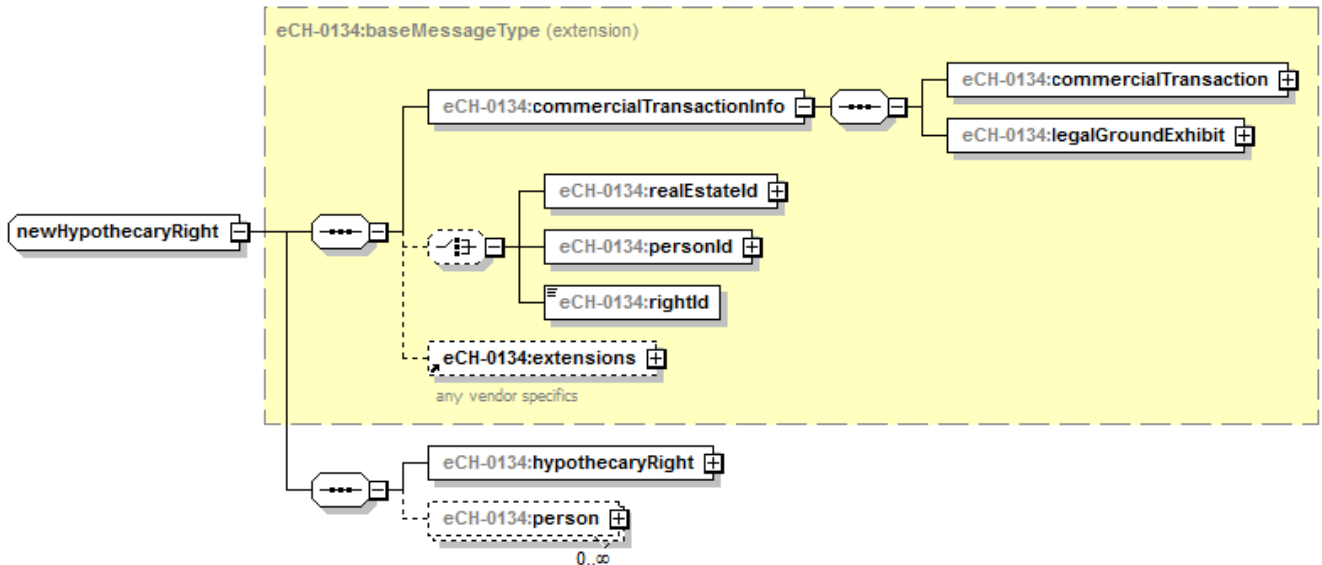 eCH-0134:baseMessageType (extension)
eCH-0134:commercialTransaction
eCH-0134:commercialTransactionInfo
eCH-0134:legalGroundExhibit
eCH-0134:realEstateId
newHypothecaryRight
eCH-0134:personId
eCH-0134:rightId
eCH-0134:extensions
any vendor specifics
eCH-0134:hypothecaryRight
eCH-0134:person
0..∞